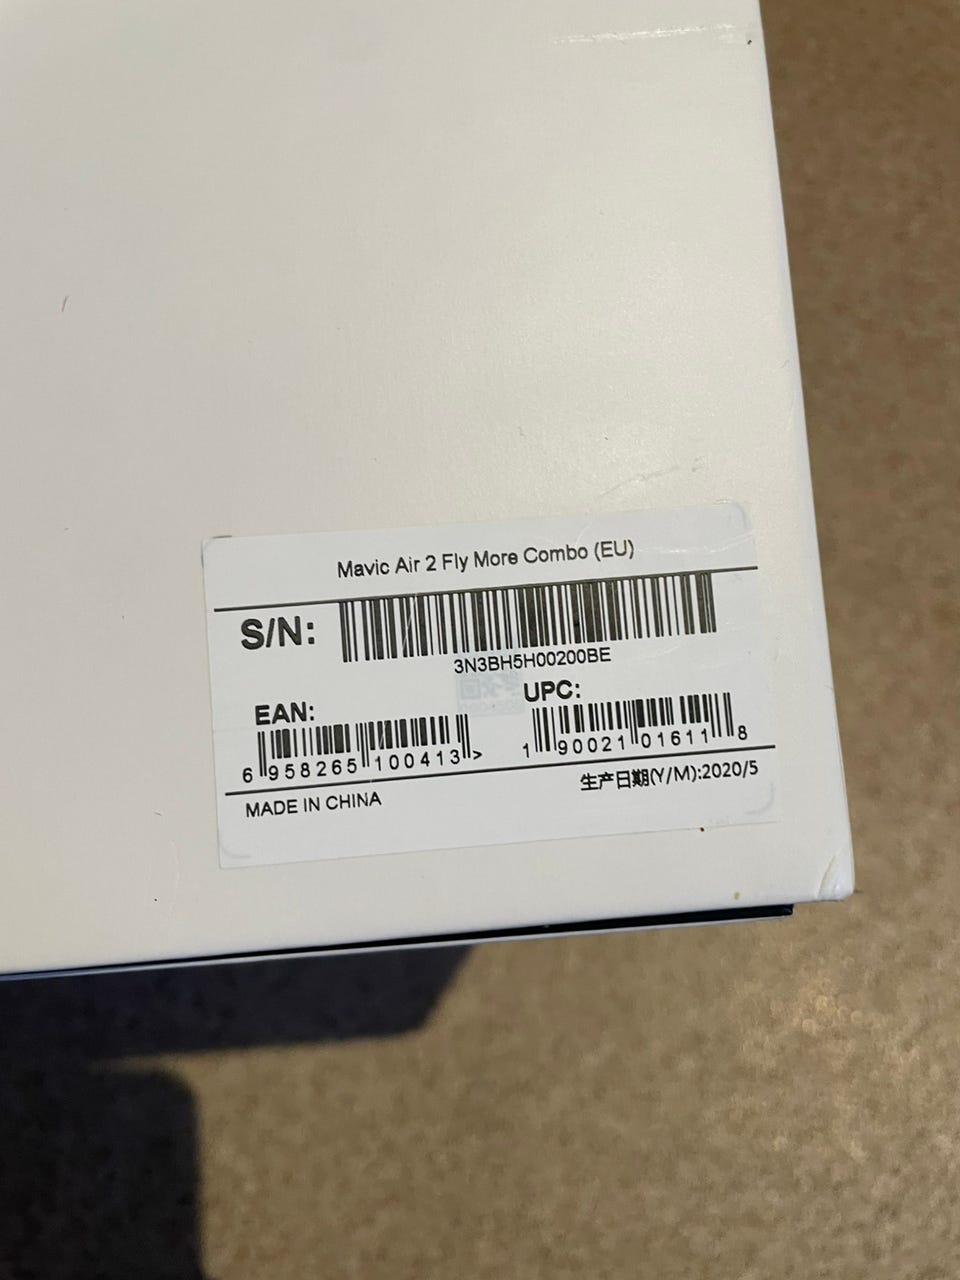 Mavic Air 2 Fly More Combo (EU)
S/N:
3N3BH5H00200BE
EAN:
6 958265 100413 >
UPC:
1 90021 01611 8
MADE IN CHINA
生产日期(Y/M):2020/5